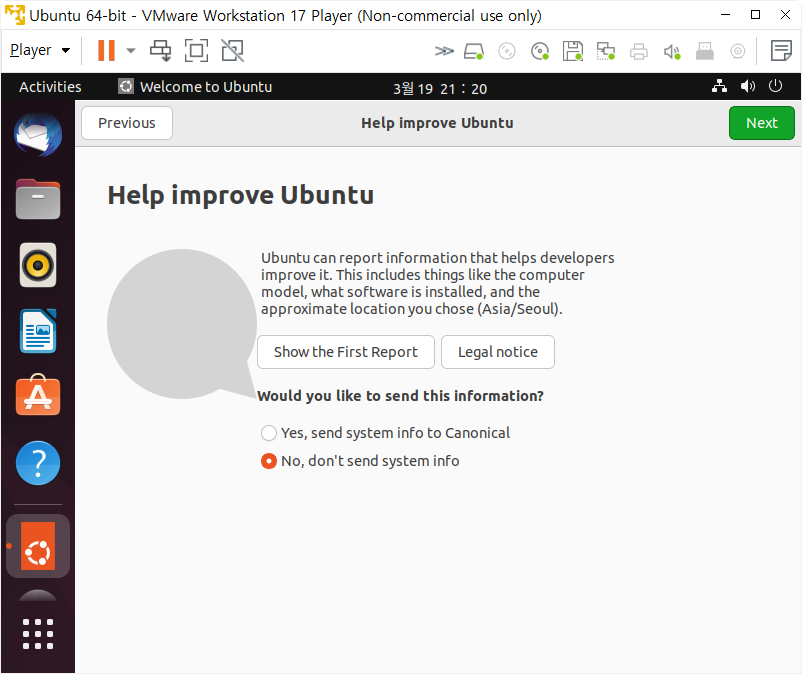 Ubuntu 64-bit - VMware Workstation 17 Player (Non-commercial use only)
Player
Activities
Welcome to Ubuntu
3월 19 21 : 20
Previous
Help improve Ubuntu
Next
Help improve Ubuntu
Ubuntu can report information that helps developers
improve it. This includes things like the computer
model, what software is installed, and the
approximate location you chose (Asia/Seoul).
Show the First Report
Legal notice
Would you like to send this information?
Yes, send system info to Canonical
No, don't send system info